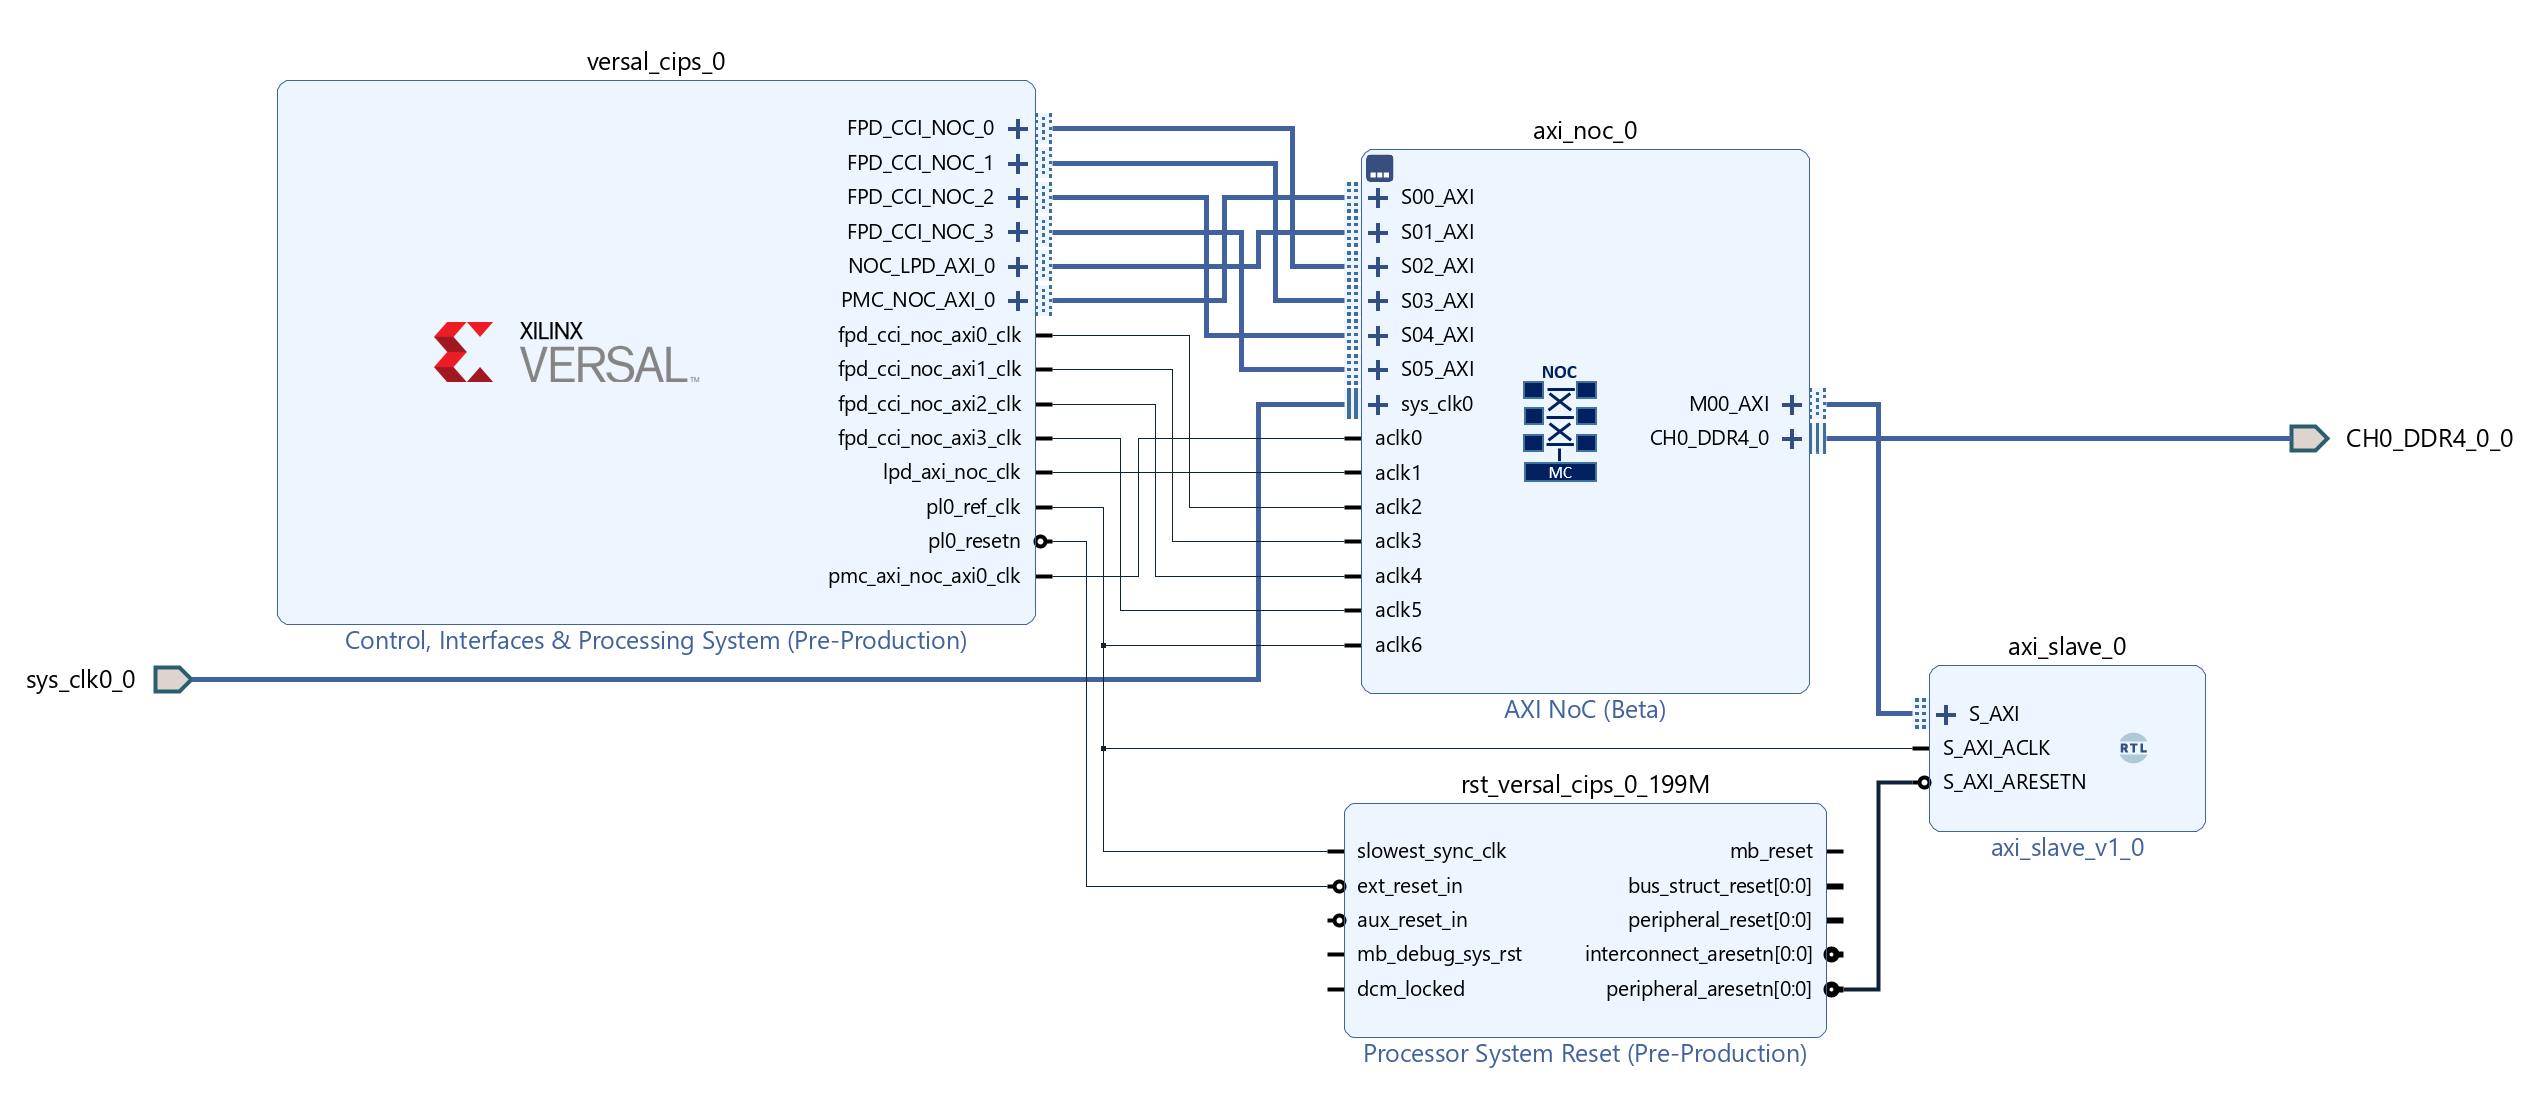 versal_cips_0
FPD_CCI_NOC_0
FPD_CCI_NOC_1
FPD_CCI_NOC_2
FPD_CCI_NOC_3
NOC_LPD_AXI_0
PMC_NOC_AXI_0
fpd_cci_noc_axi0_clk
fpd_cci_noc_axi1_clk
fpd_cci_noc_axi2_clk
fpd_cci_noc_axi3_clk
lpd_axi_noc_clk
pl0_ref_clk
pl0_resetn
pmc_axi_noc_axi0_clk
XILINX
VERSAL™
Control, Interfaces & Processing System (Pre-Production)
sys_clk0_0
axi_noc_0
S00_AXI
S01_AXI
S02_AXI
S03_AXI
S04_AXI
S05_AXI
sys_clk0
aclk0
aclk1
aclk2
aclk3
aclk4
aclk5
aclk6
NOC
MC
M00_AXI
CH0_DDR4_0
AXI NoC (Beta)
CH0_DDR4_0_0
axi_slave_0
S_AXI
S_AXI_ACLK
S_AXI_ARESETN
RTL
axi_slave_v1_0
rst_versal_cips_0_199M
slowest_sync_clk
ext_reset_in
aux_reset_in
mb_debug_sys_rst
dcm_locked
mb_reset
bus_struct_reset[0:0]
peripheral_reset[0:0]
interconnect_aresetn[0:0]
peripheral_aresetn[0:0]
Processor System Reset (Pre-Production)